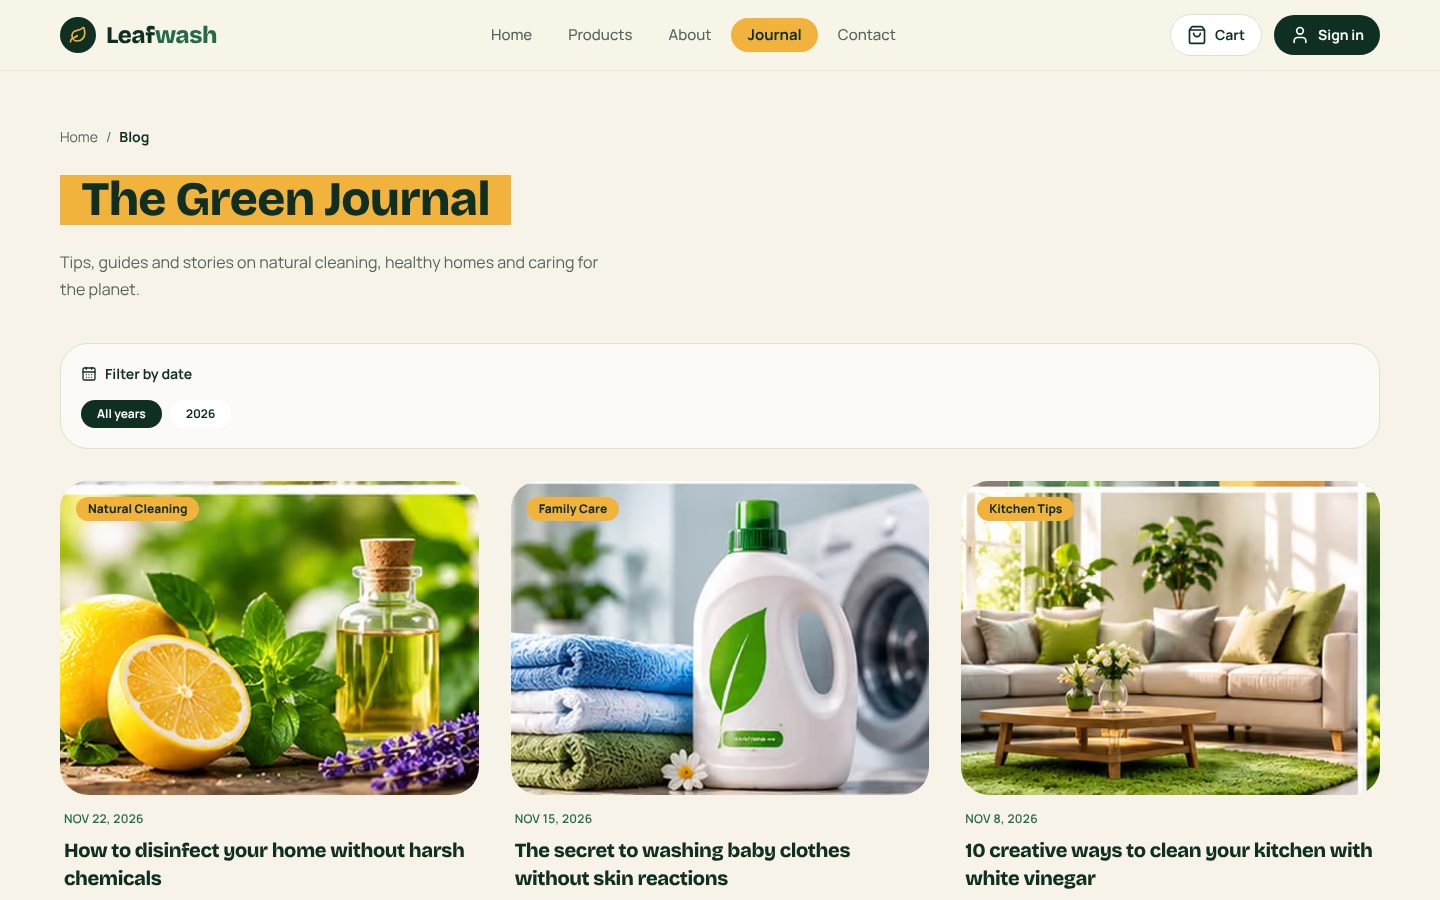 Leafwash
Home
Products
About
Journal
Contact
Cart
Sign in
Home / Blog
The Green Journal
Tips, guides and stories on natural cleaning, healthy homes and caring for
the planet.
Filter by date
All years
2026
Natural Cleaning
Family Care
Kitchen Tips
NOV 22, 2026
How to disinfect your home without harsh
chemicals
NOV 15, 2026
The secret to washing baby clothes
without skin reactions
NOV 8, 2026
10 creative ways to clean your kitchen with
white vinegar